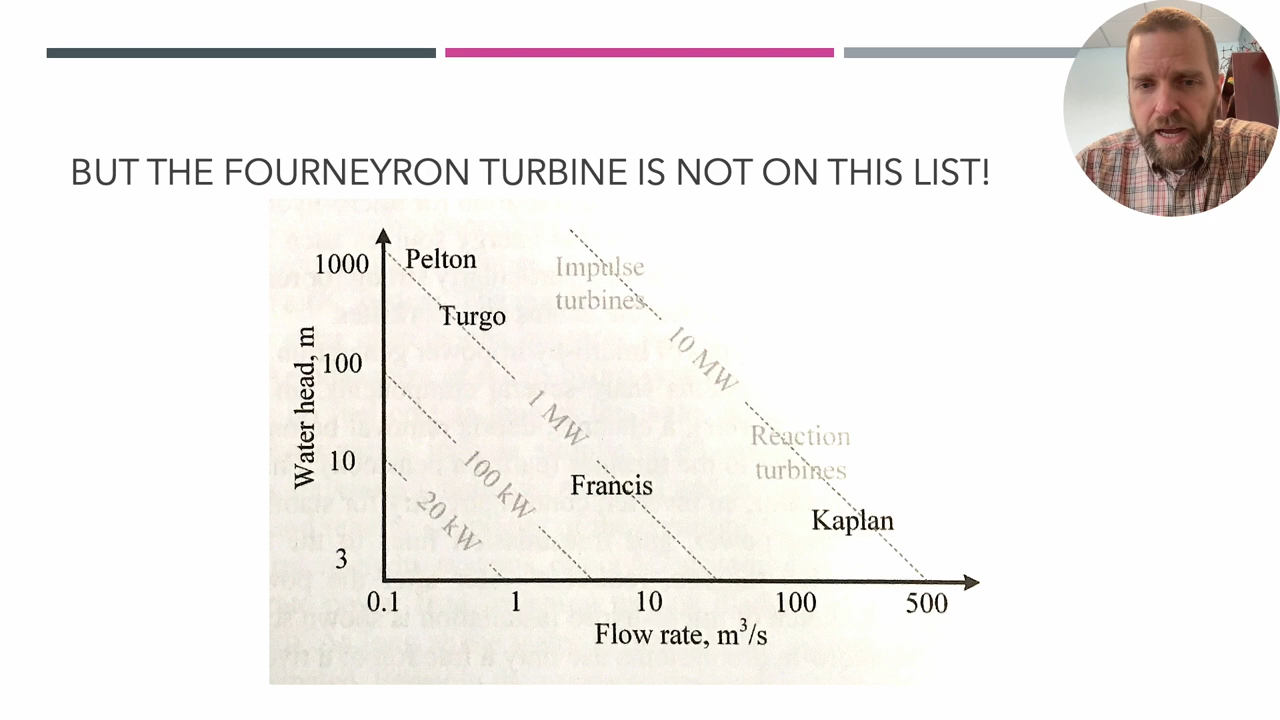 BUT THE FOURNEYRON TURBINE IS NOT ON THIS LIST!
Water head, m
1000
100
10
3
Pelton
Turgo
Impulse
turbines
10 MW
1 MW
100 kW
20 kW
Francis
Reaction
turbines
Kaplan
0.1 1 10 100 500
Flow rate, m³/s